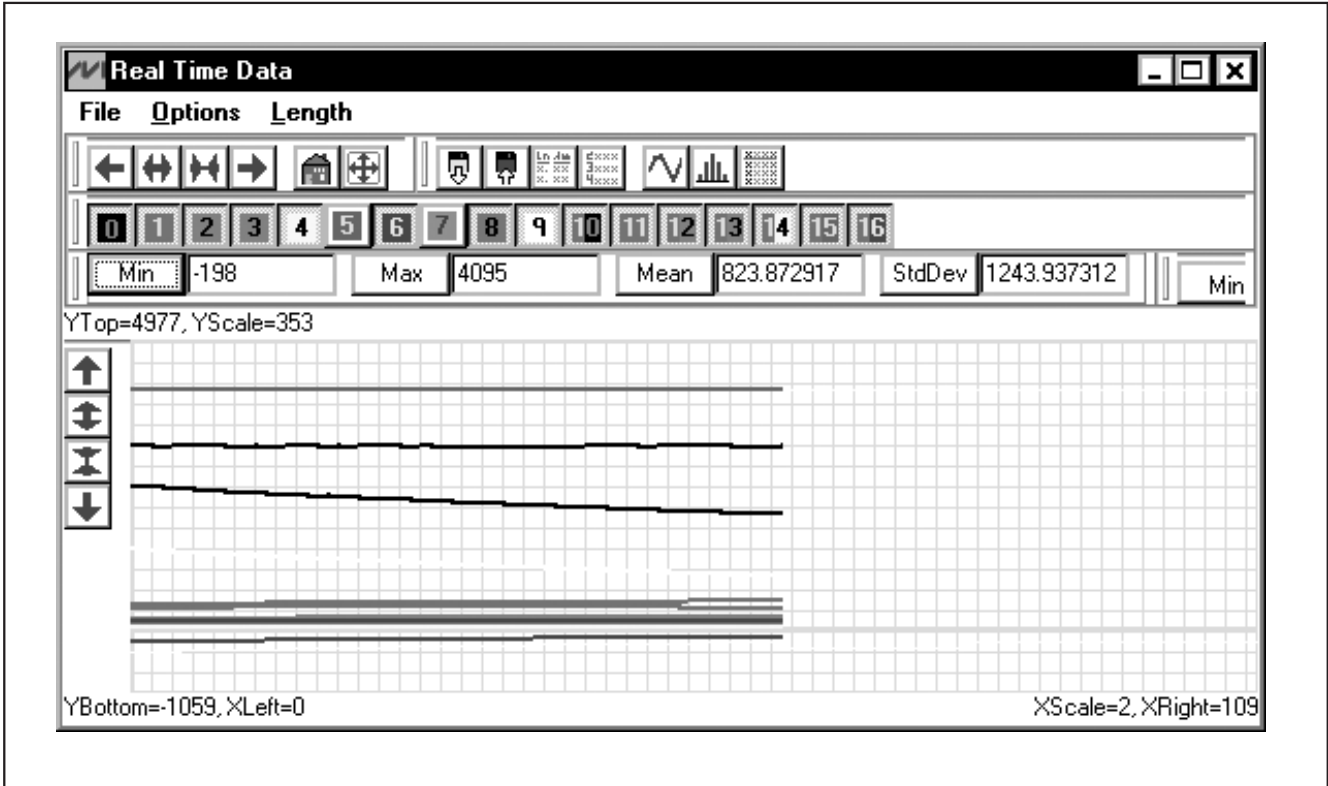 Real Time Data
File Options Length
0 1 2 3 4 5 6 7 8 9 10 11 12 13 14 15 16
Min -198 Max 4095 Mean 823.872917 StdDev 1243.937312 Min
YTop=4977, YScale=353
YBottom=-1059, XLeft=0 XScale=2, XRight=109